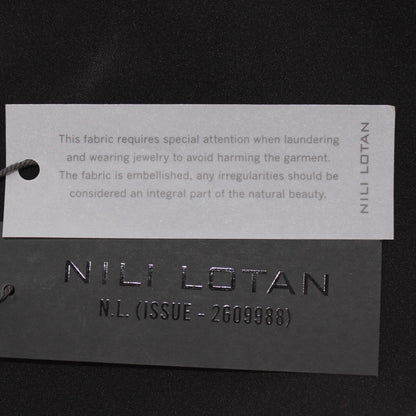 This fabric requires special attention when laundering
and wearing jewelry to avoid harming the garment.
The fabric is embellished, any irregularities should be
considered an integral part of the natural beauty.
NILI LOTAN
NILI LOTAN
N.L. (ISSUE - 2609988)